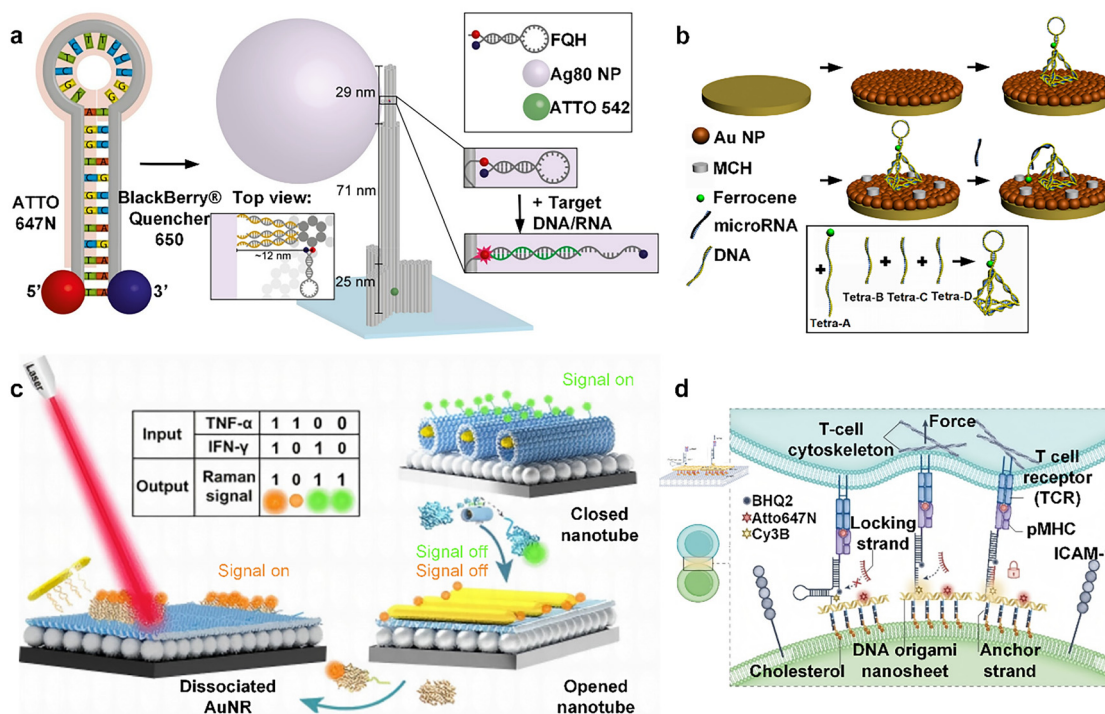 a
ATTO
647N
5'
3'
BlackBerry®
Quencher
650
Top view:
~12 nm
29 nm
71 nm
25 nm
FQH
Ag80 NP
ATTO 542
+ Target
DNA/RNA
b
Au NP
MCH
Ferrocene
microRNA
DNA
+
+ + +
Tetra-B Tetra-C Tetra-D
Tetra-A
c
Laser
Input TNF-α 1 1 0 0
IFN-γ 1 0 1 0
Output Raman signal 1 0 1 1
Signal on
Closed
nanotube
Signal off
Signal off
Signal on
Dissociated
AuNR
Opened
nanotube
d
T-cell
cytoskeleton
Force
T cell
receptor
(TCR)
BHQ2
Atto647N
Cy3B
Locking
strand
pMHC
ICAM-
Cholesterol
DNA origami
nanosheet
Anchor
strand